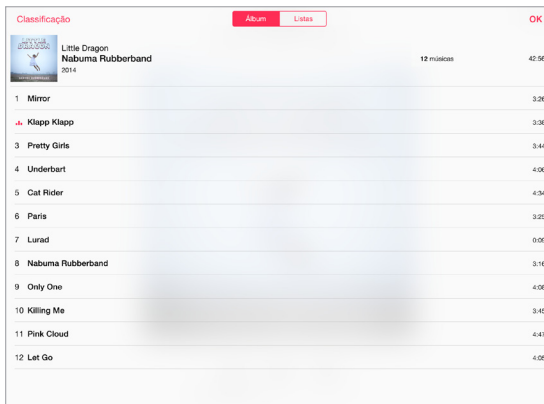 Classificação
Álbum
Listas
OK
LITTLE DRAGON
Little Dragon
Nabuma Rubberband
2014
12 músicas
42:56
1 Mirror 3:26
Klapp Klapp 3:36
3 Pretty Girls 3:44
4 Underbart 4:06
5 Cat Rider 4:34
6 Paris 3:25
7 Lurad 0:09
8 Nabuma Rubberband 3:16
9 Only One 4:08
10 Killing Me 3:45
11 Pink Cloud 4:47
12 Let Go 4:05